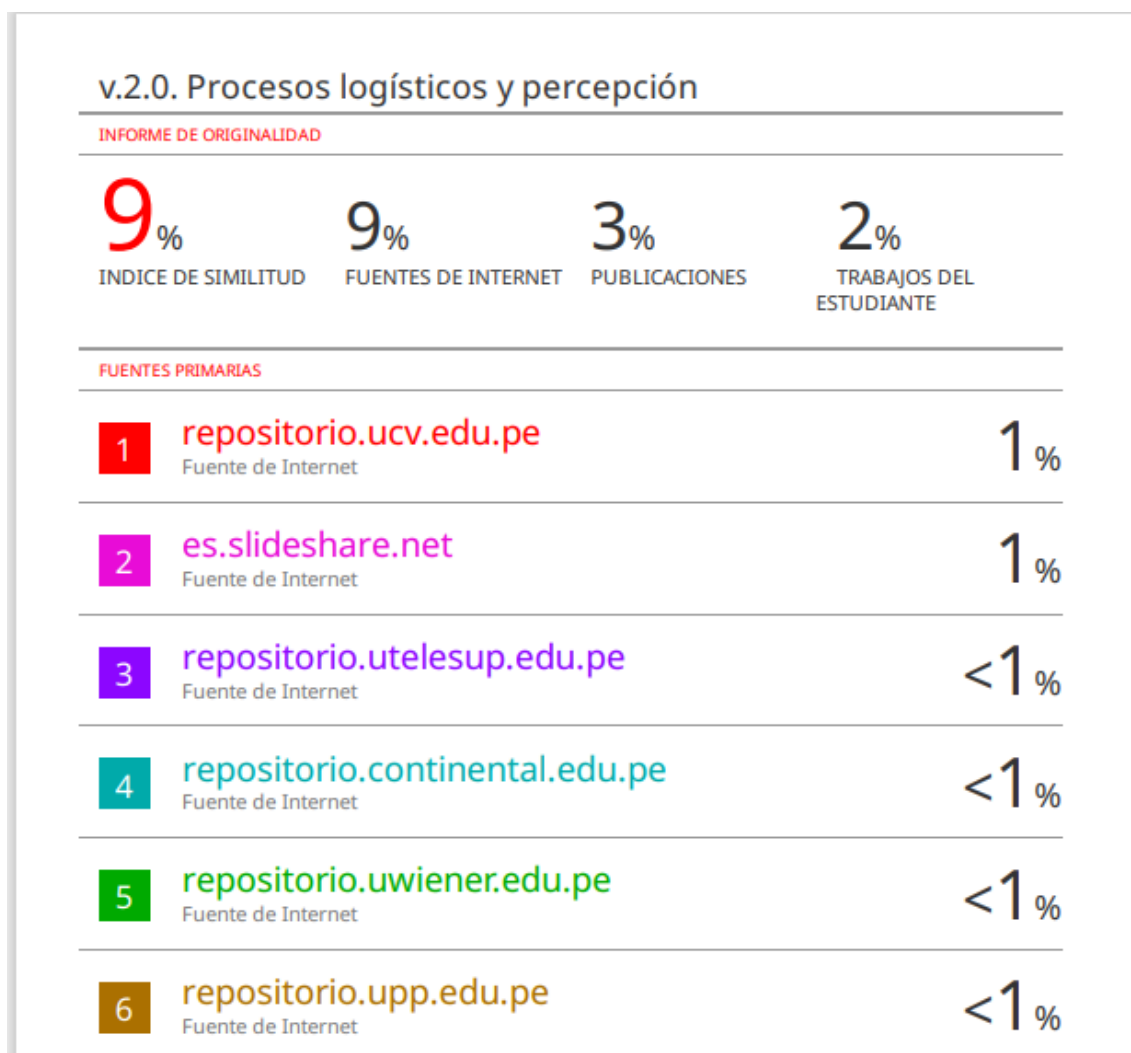 v.2.0. Procesos logísticos y percepción
INFORME DE ORIGINALIDAD
9%
INDICE DE SIMILITUD
9%
FUENTES DE INTERNET
3%
PUBLICACIONES
2%
TRABAJOS DEL
ESTUDIANTE
FUENTES PRIMARIAS
1
repositorio.ucv.edu.pe
Fuente de Internet
1%
2
es.slideshare.net
Fuente de Internet
1%
3
repositorio.utelesup.edu.pe
Fuente de Internet
<1%
4
repositorio.continental.edu.pe
Fuente de Internet
<1%
5
repositorio.uwiener.edu.pe
Fuente de Internet
<1%
6
repositorio.upp.edu.pe
Fuente de Internet
<1%